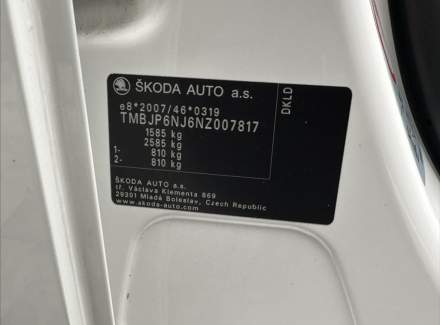 ŠKODA AUTO a.s.
e8*2007/46*0319
TMBJP6NJ6NZ007817
1585 kg
2585 kg
1- 810 kg
2- 810 kg
DKLD
ŠKODA AUTO a.s.
tř. Václava Klementa 869
29301 Mladá Boleslav, Czech Republic
www.skoda-auto.com